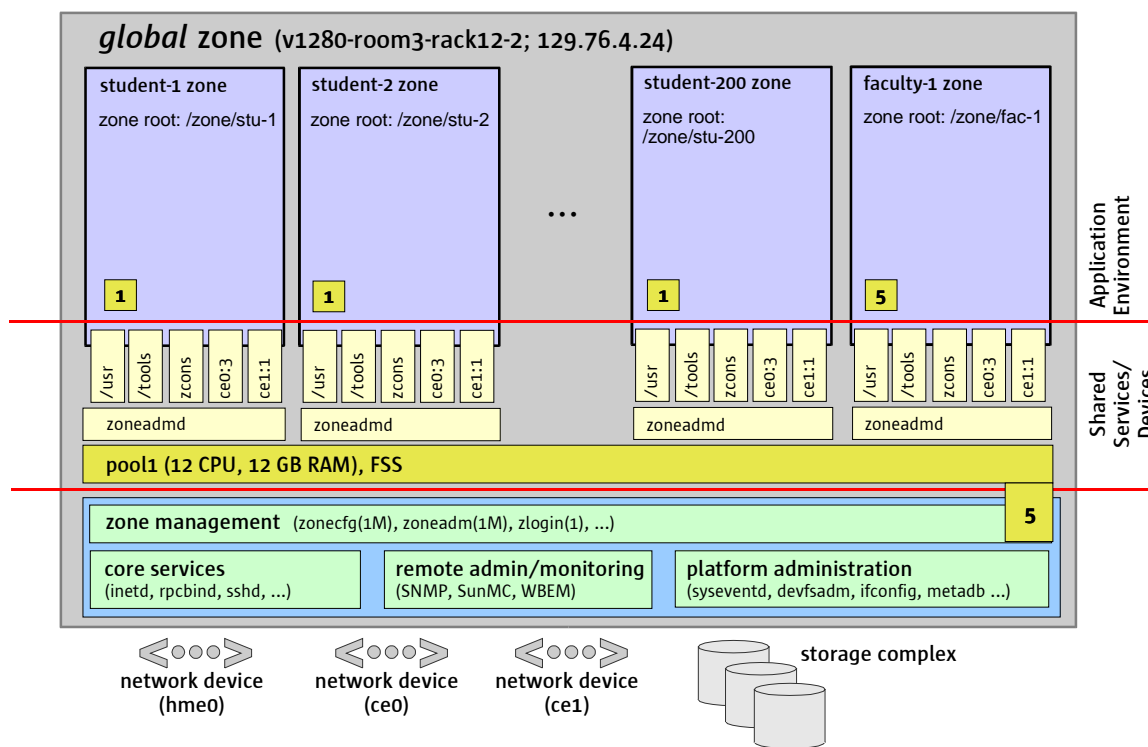 global zone (v1280-room3-rack12-2; 129.76.4.24)
student-1 zone
zone root: /zone/stu-1
1
student-2 zone
zone root: /zone/stu-2
1
...
student-200 zone
zone root:
/zone/stu-200
1
faculty-1 zone
zone root: /zone/fac-1
5
Application
Environment
/usr
/tools
zcons
ce0:3
ce1:1
/usr
/tools
zcons
ce0:3
ce1:1
/usr
/tools
zcons
ce0:3
ce1:1
/usr
/tools
zcons
ce0:3
ce1:1
zoneadmd
zoneadmd
zoneadmd
zoneadmd
Shared
Services/
Devices
pool1 (12 CPU, 12 GB RAM), FSS
5
zone management (zonecfg(1M), zoneadm(1M), zlogin(1), ...)
core services
(inetd, rpcbind, sshd, ...)
remote admin/monitoring
(SNMP, SunMC, WBEM)
platform administration
(syseventd, devfsadm, ifconfig, metadb ...)
network device
(hme0)
network device
(ce0)
network device
(ce1)
storage complex